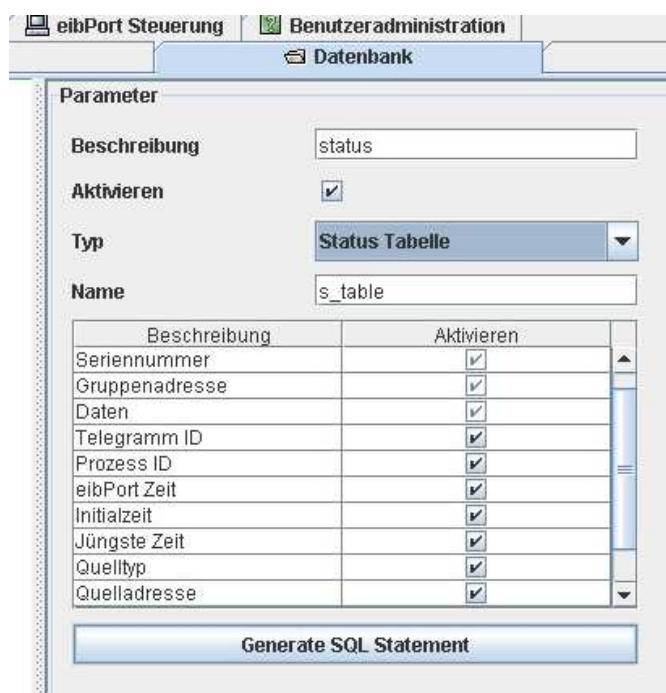 eibPort Steuerung Benutzeradministration
Datenbank
Parameter
Beschreibung status
Aktivieren
Typ Status Tabelle
Name s_table
Beschreibung Aktivieren
Seriennummer
Gruppenadresse
Daten
Telegramm ID
Prozess ID
eibPort Zeit
Initialzeit
Jüngste Zeit
Quelltyp
Quelladresse
Generate SQL Statement